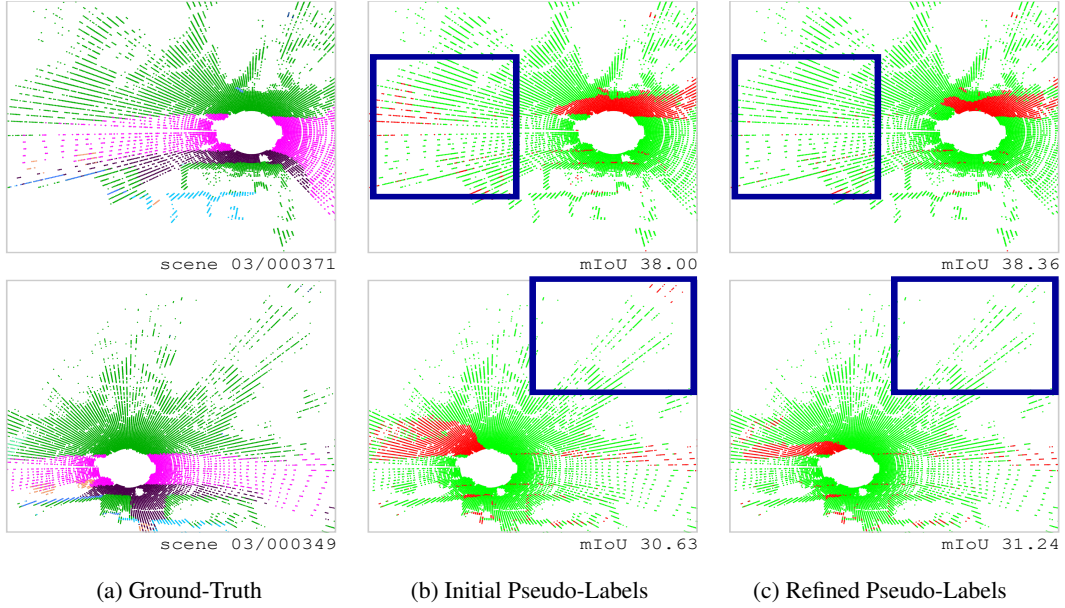 scene 03/000371
mIoU 38.00
mIoU 38.36
scene 03/000349
mIoU 30.63
mIoU 31.24
(a) Ground-Truth
(b) Initial Pseudo-Labels
(c) Refined Pseudo-Labels